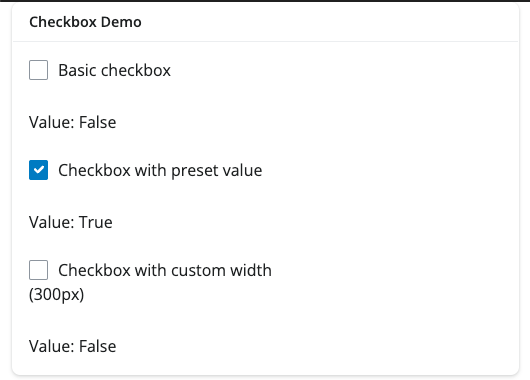 Checkbox Demo
Basic checkbox
Value: False
Checkbox with preset value
Value: True
Checkbox with custom width
(300px)
Value: False